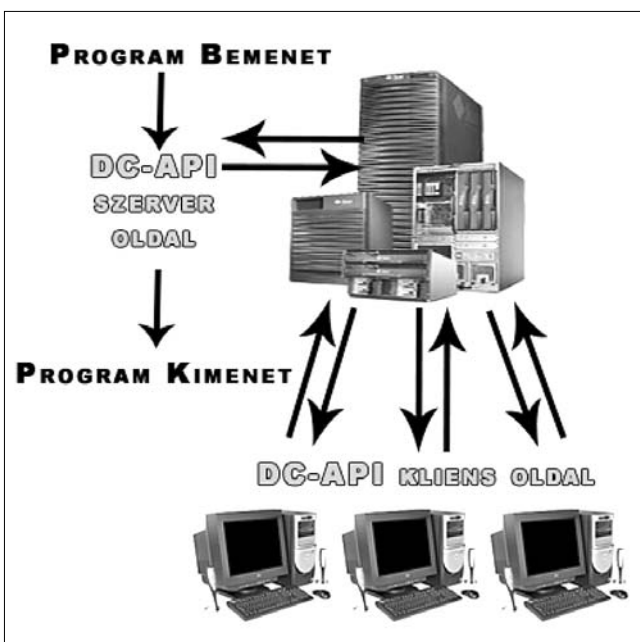 PROGRAM BEMENET
DC-API
SZERVER
OLDAL
PROGRAM KIMENET
DC-API KLIENS OLDAL